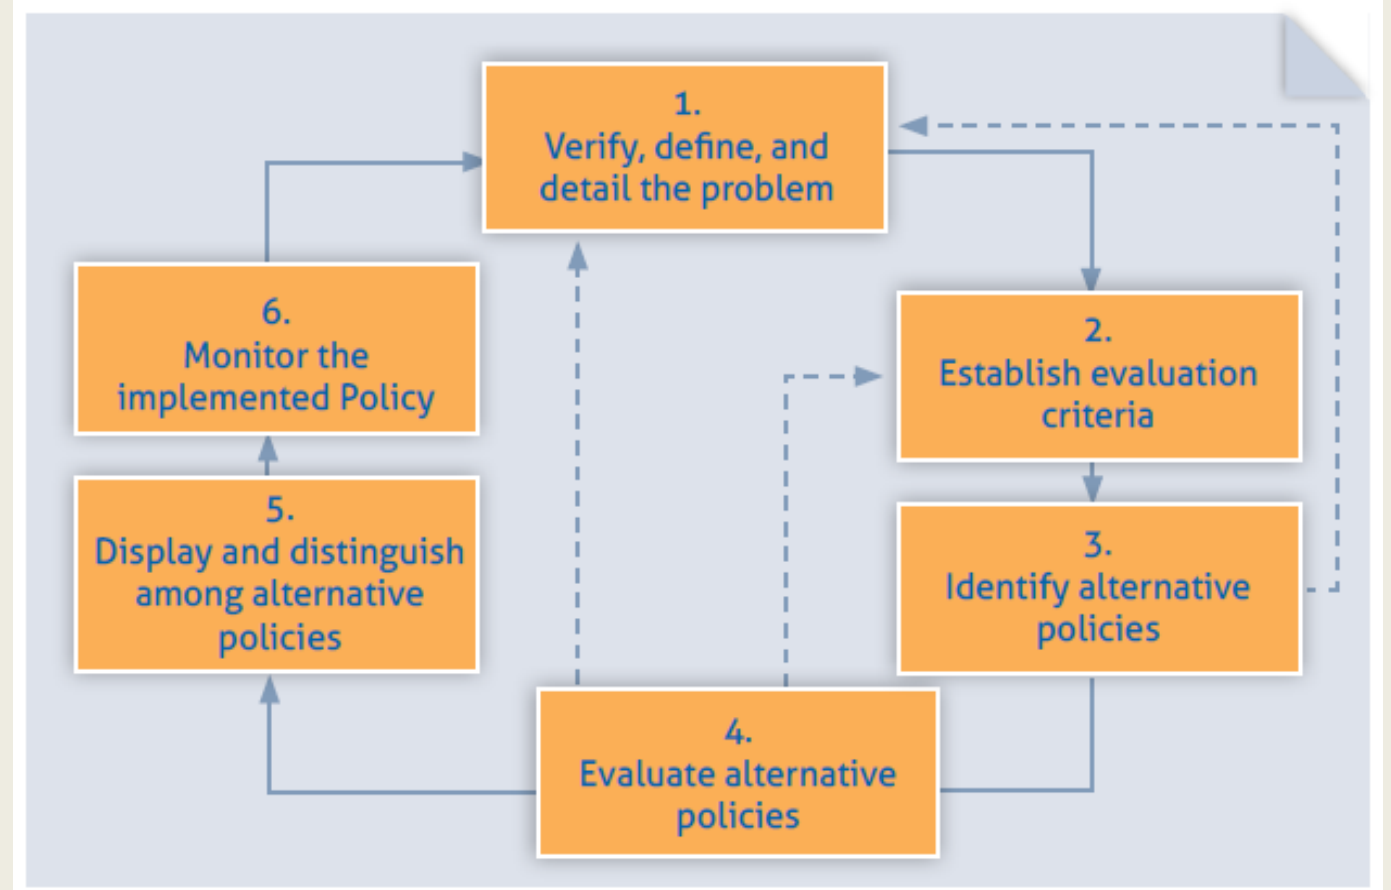 1.
Verify, define, and
detail the problem
2.
Establish evaluation
criteria
3.
Identify alternative
policies
4.
Evaluate alternative
policies
5.
Display and distinguish
among alternative
policies
6.
Monitor the
implemented Policy